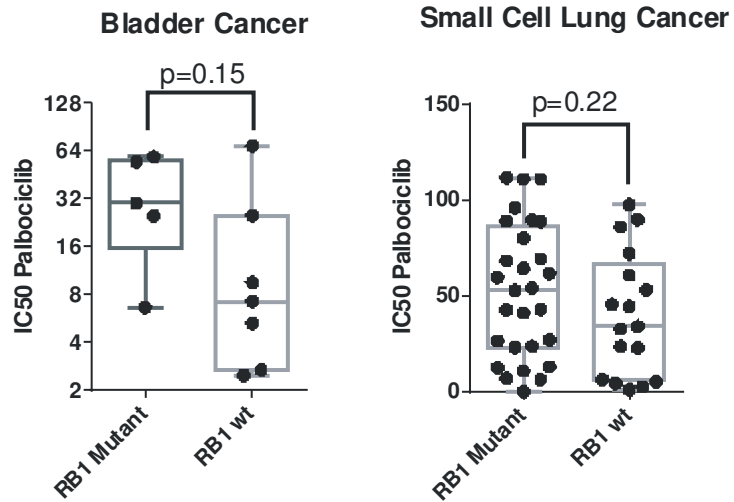 Bladder Cancer
p=0.15
128
64
32
16
8
4
2
IC50 Palbociclib
RB1 Mutant
RB1 wt
Small Cell Lung Cancer
p=0.22
150
100
50
0
IC50 Palbociclib
RB1 Mutant
RB1 wt